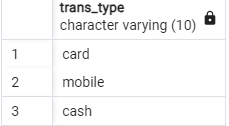 trans_type
character varying (10)
1 card
2 mobile
3 cash